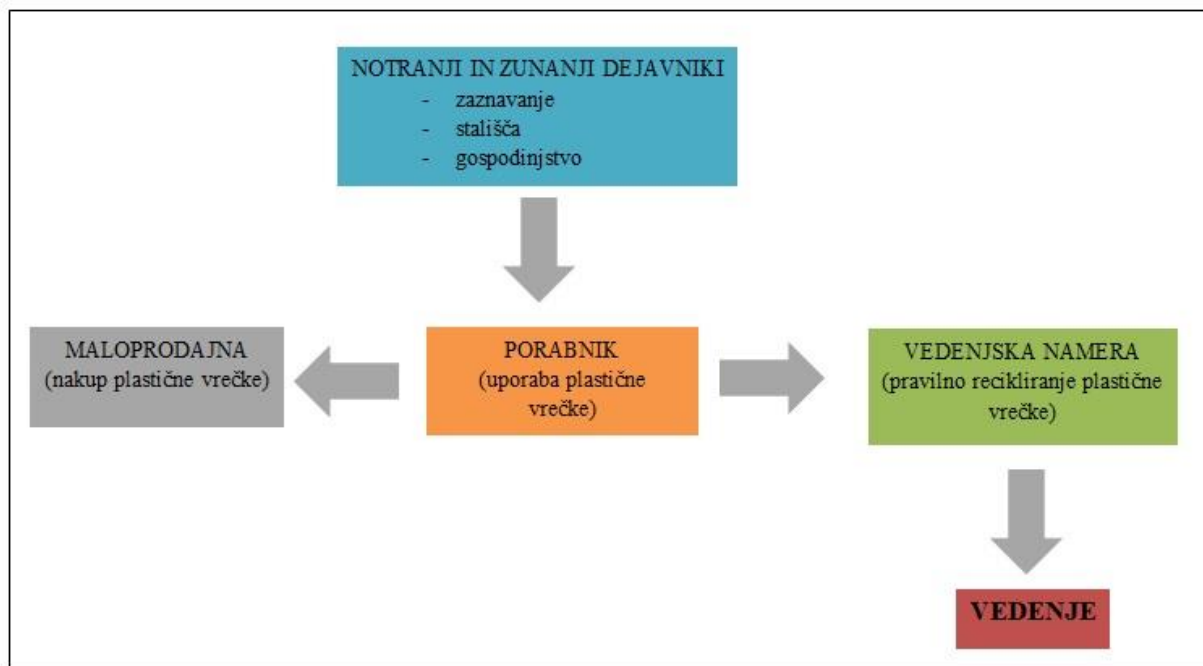 NOTRANJI IN ZUNANJI DEJAVNIKI
- zaznavanje
- stališča
- gospodinjstvo
MALOPRODAJNA
(nakup plastične vrečke)
PORABNIK
(uporaba plastične
vrečke)
VEDENJSKA NAMERA
(pravilno recikliranje plastične
vrečke)
VEDENJE